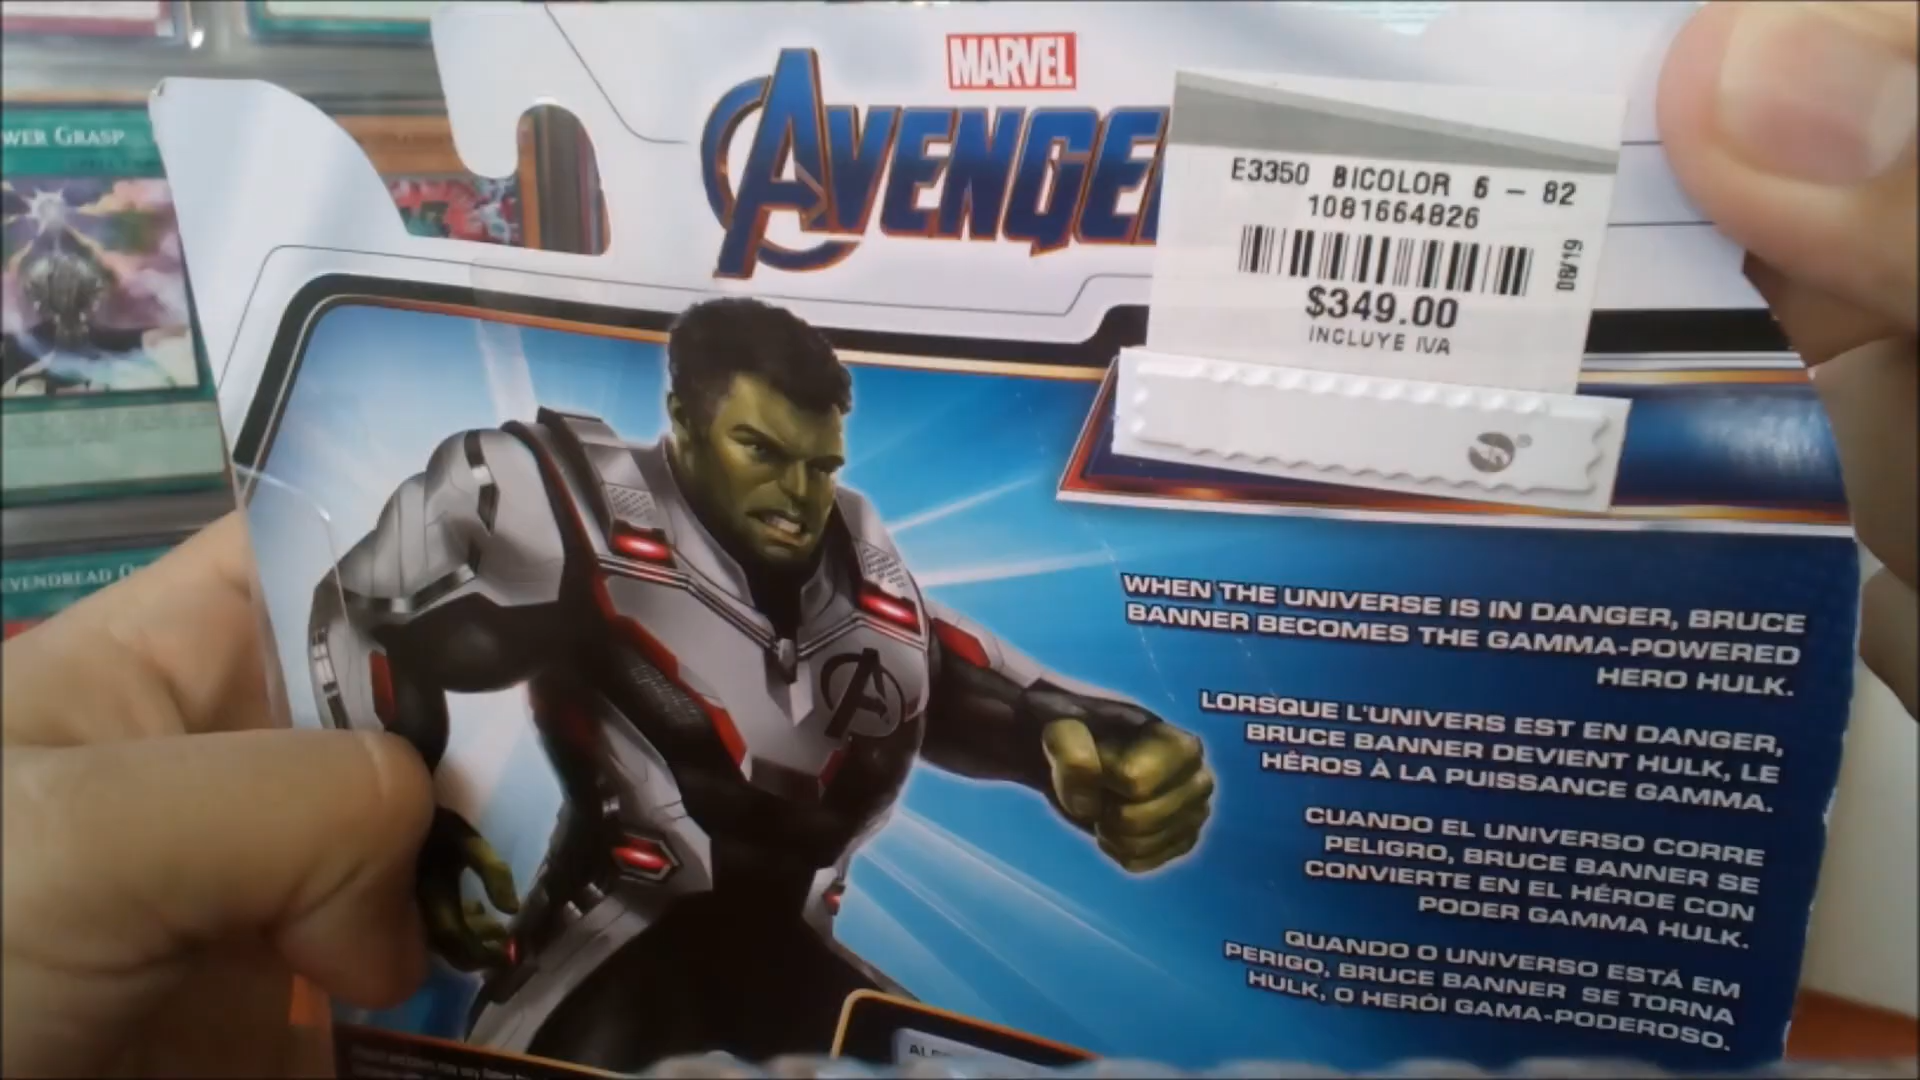 MARVEL
AVENGE
E3350 BICOLOR 6 - 82
1081664826
08/19
$349.00
INCLUYE IVA
WER GRASP
EVENDREAD
WHEN THE UNIVERSE IS IN DANGER, BRUCE
BANNER BECOMES THE GAMMA-POWERED
HERO HULK.
LORSQUE L'UNIVERS EST EN DANGER,
BRUCE BANNER DEVIENT HULK, LE
HÉROS À LA PUISSANCE GAMMA.
CUANDO EL UNIVERSO CORRE
PELIGRO, BRUCE BANNER SE
CONVIERTE EN EL HÉROE CON
PODER GAMMA HULK.
QUANDO O UNIVERSO ESTÁ EM
PERIGO, BRUCE BANNER SE TORNA
HULK, O HERÓI GAMA-PODEROSO.